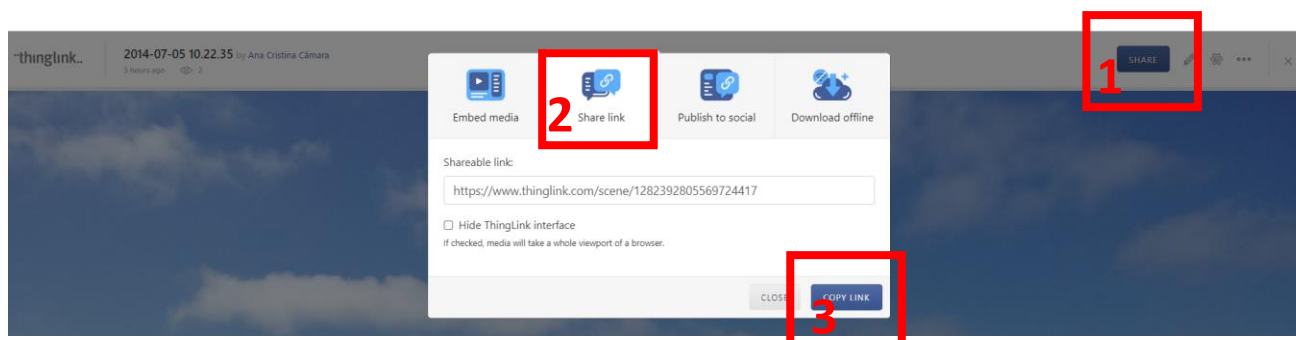 thinglink..
2014-07-05 10.22.35 by Ana Cristina Câmara
5 hours ago 2
SHARE
1
2
Embed media
Share link
Publish to social
Download offline
Shareable link:
https://www.thinglink.com/scene/1282392805569724417
Hide ThingLink interface
If checked, media will take a whole viewport of a browser.
CLOSE
COPY LINK
3